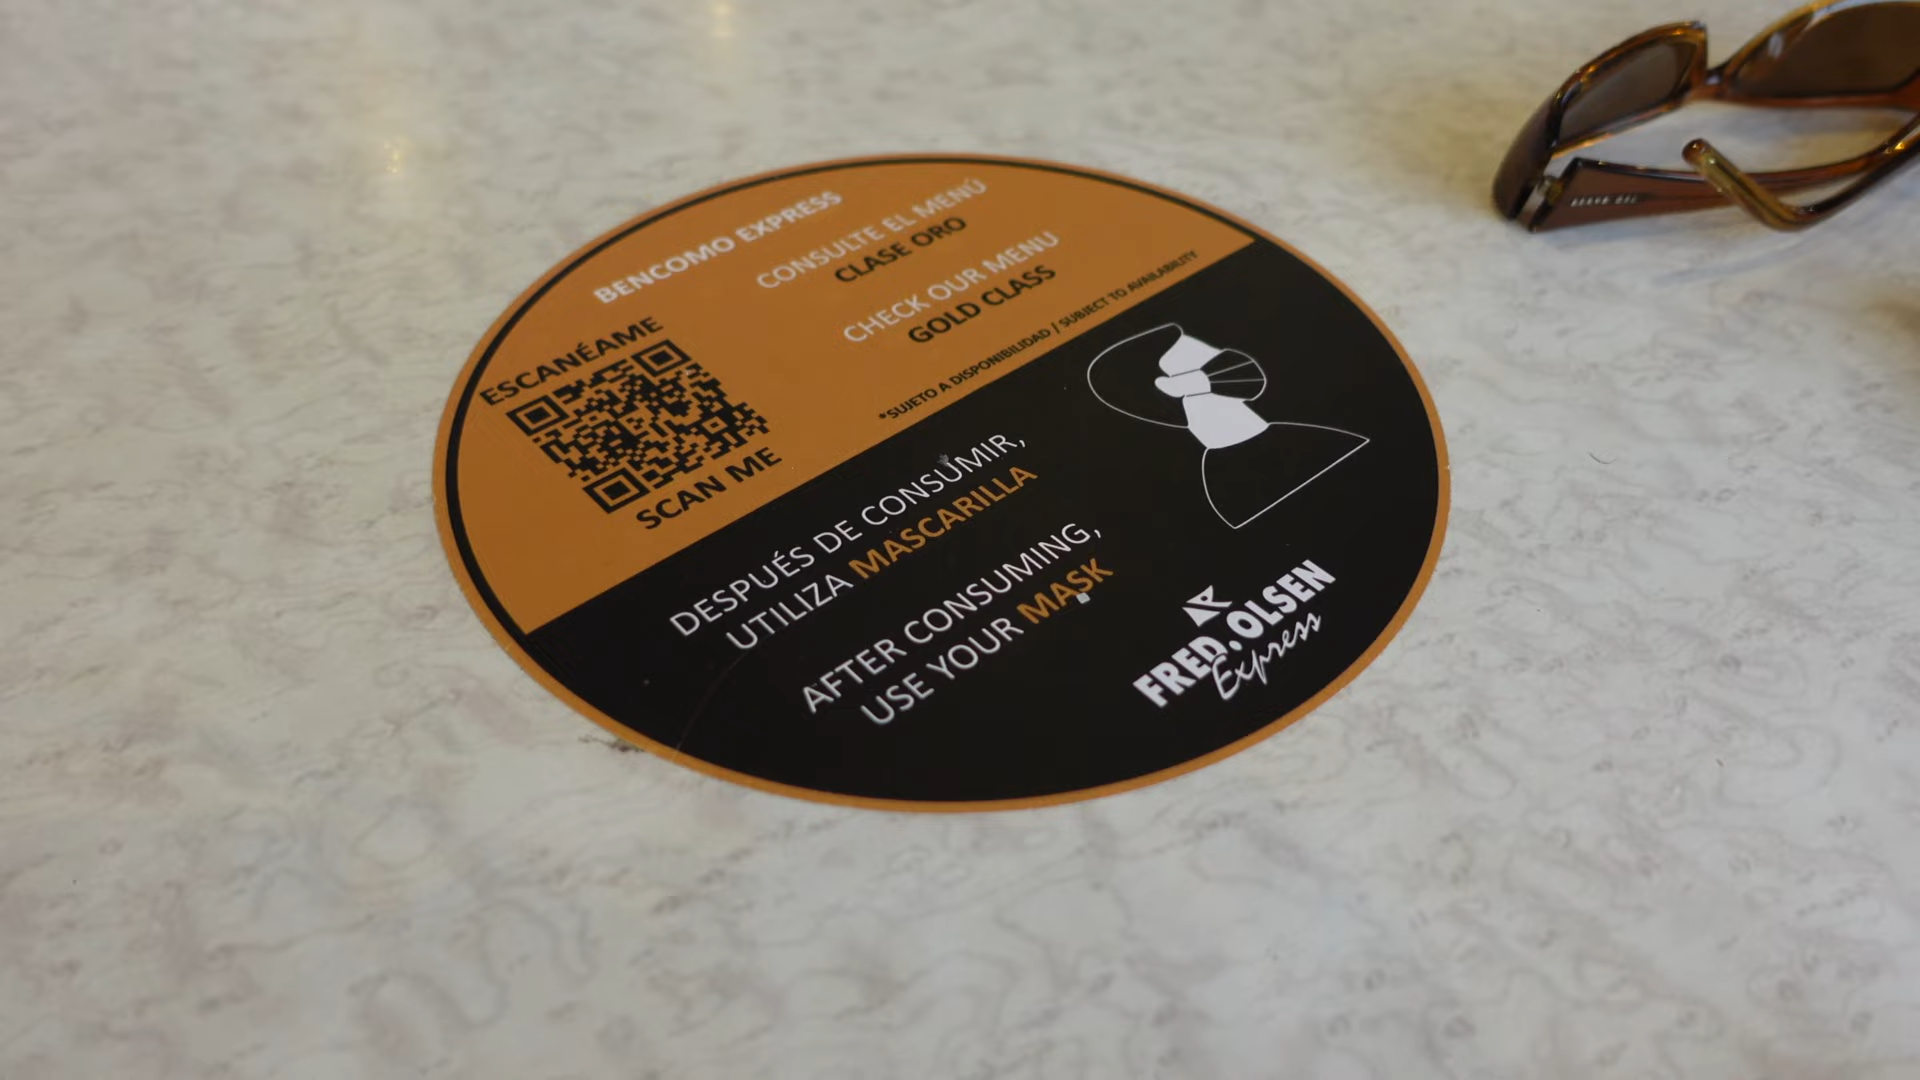 BENCOMO EXPRESS
CONSULTE EL MENÚ
CLASE ORO
CHECK OUR MENU
GOLD CLASS
*SUJETO A DISPONIBILIDAD / SUBJECT TO AVAILABILITY
ESCANÉAME
SCAN ME
DESPUÉS DE CONSUMIR,
UTILIZA MASCARILLA
AFTER CONSUMING,
USE YOUR MASK
FRED. OLSEN
Express